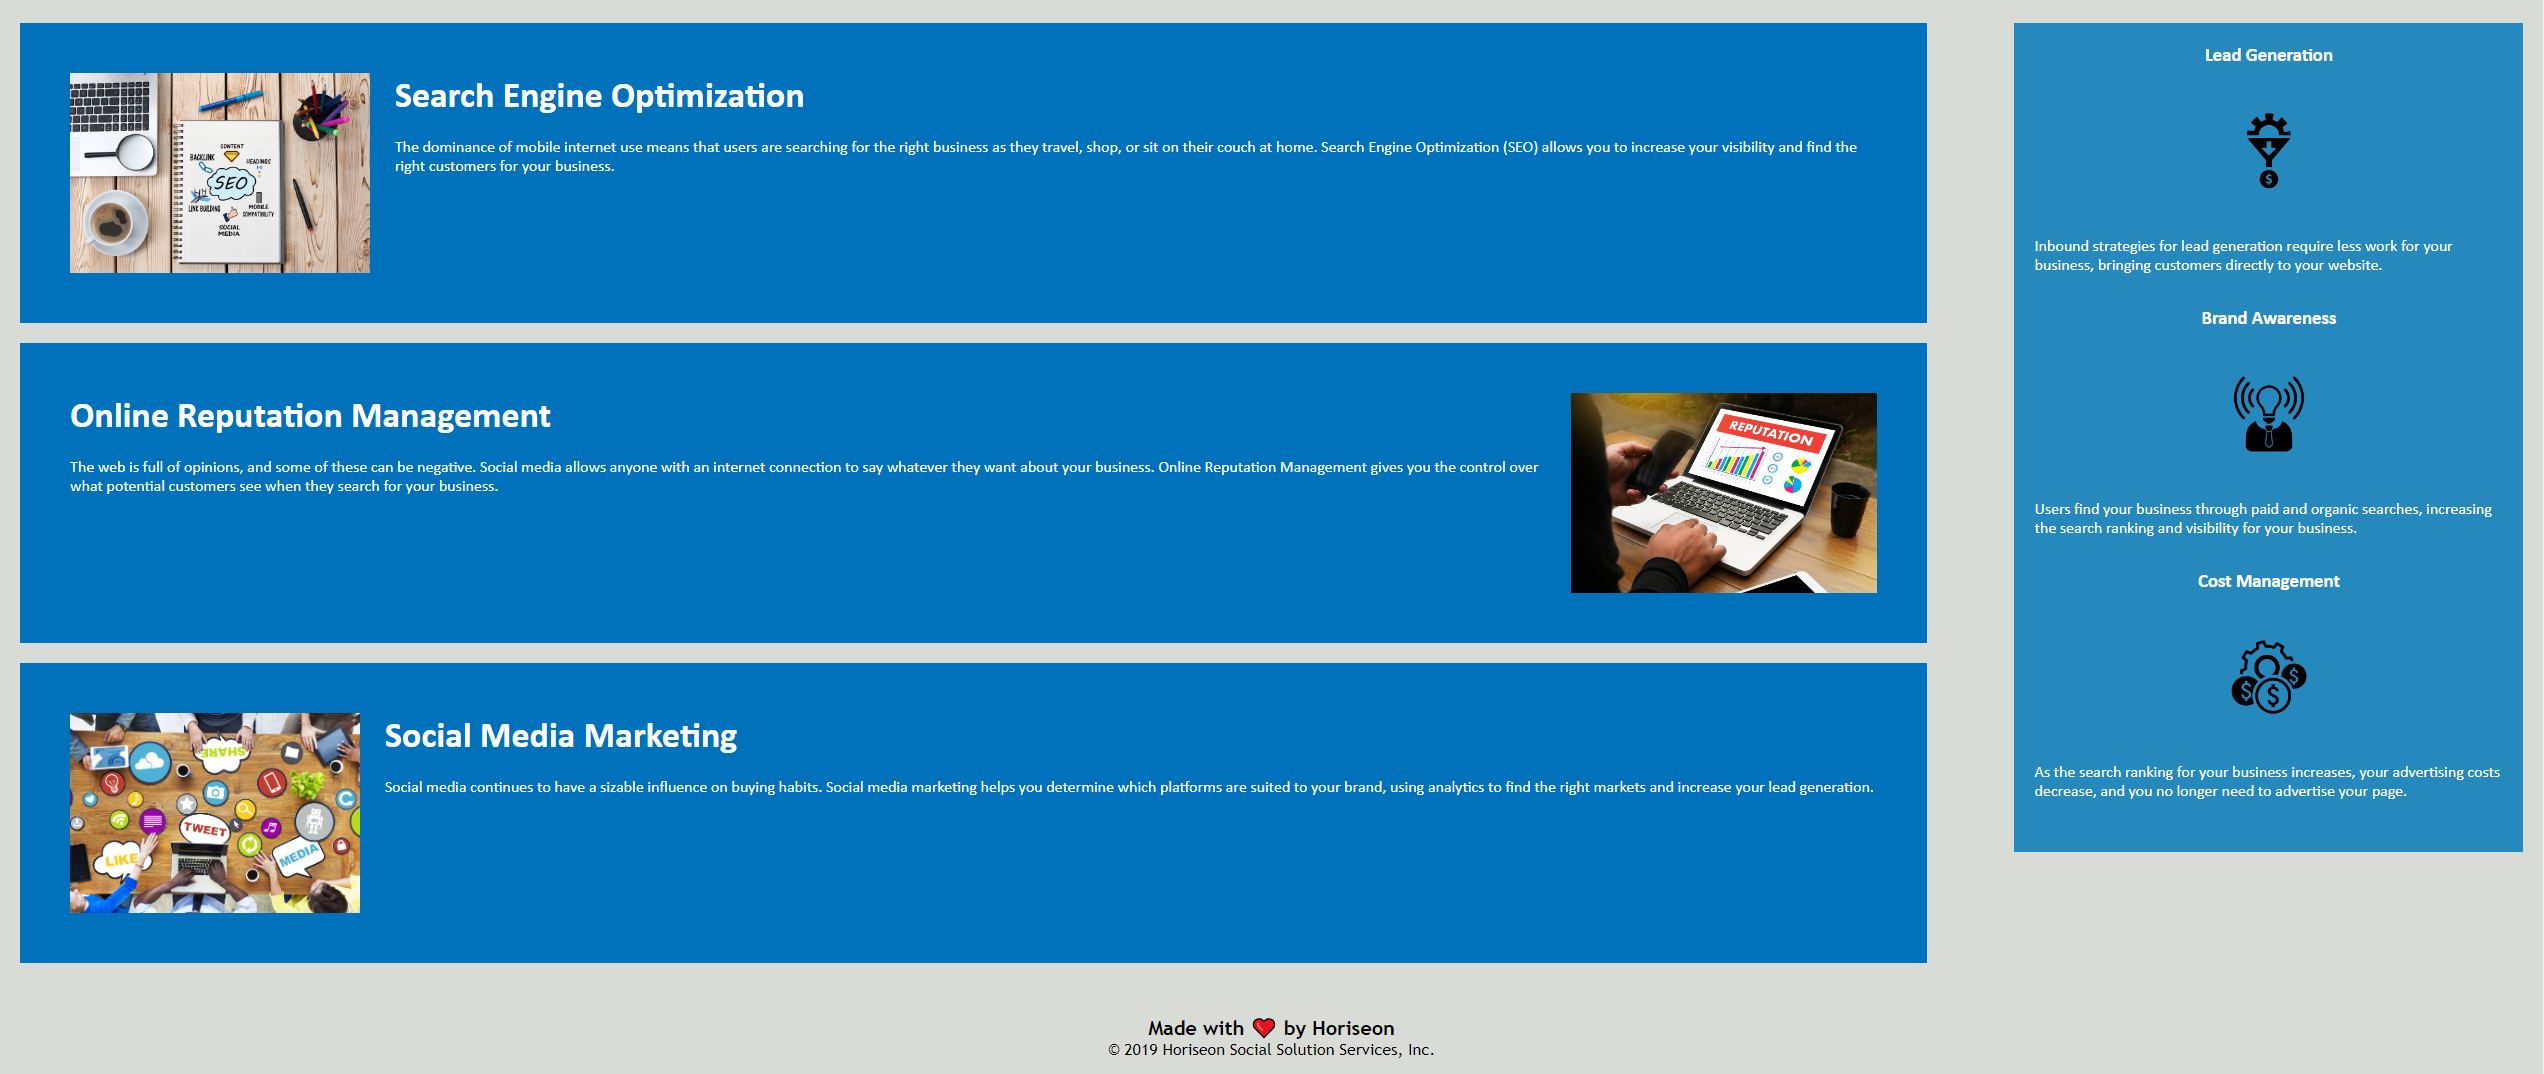 Search Engine Optimization
The dominance of mobile internet use means that users are searching for the right business as they travel, shop, or sit on their couch at home. Search Engine Optimization (SEO) allows you to increase your visibility and find the
right customers for your business.
CONTENT
BACKLINK
HEADINGS
SEO
LINK BUILDING
MOBILE
COMPATIBILITY
SOCIAL
MEDIA
Online Reputation Management
The web is full of opinions, and some of these can be negative. Social media allows anyone with an internet connection to say whatever they want about your business. Online Reputation Management gives you the control over
what potential customers see when they search for your business.
REPUTATION
Social Media Marketing
Social media continues to have a sizable influence on buying habits. Social media marketing helps you determine which platforms are suited to your brand, using analytics to find the right markets and increase your lead generation.
SHARE
TWEET
LIKE
MEDIA
Lead Generation
$
Inbound strategies for lead generation require less work for your
business, bringing customers directly to your website.
Brand Awareness
Users find your business through paid and organic searches, increasing
the search ranking and visibility for your business.
Cost Management
$ $ $
As the search ranking for your business increases, your advertising costs
decrease, and you no longer need to advertise your page.
Made with ❤️ by Horiseon
© 2019 Horiseon Social Solution Services, Inc.